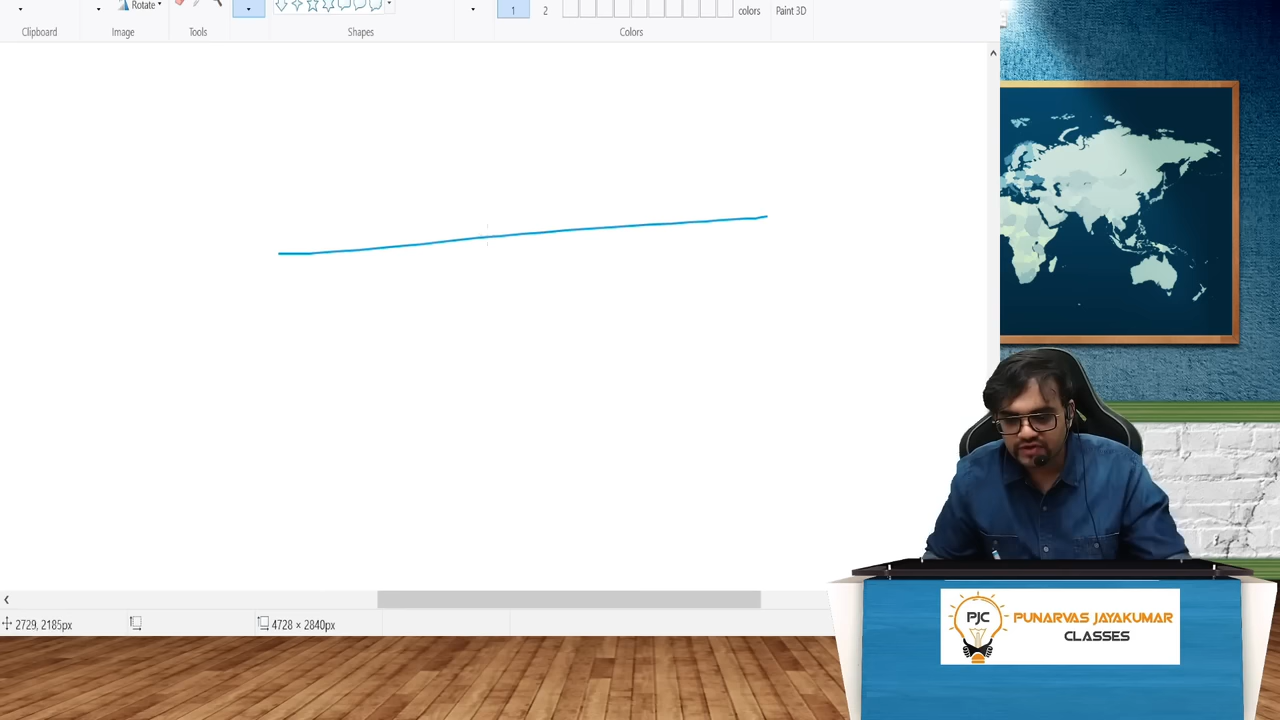 Rotate
1
2
colors
Paint 3D
Clipboard
Image
Tools
Shapes
Colors
2729, 2185px
4728 × 2840px
PJC
PUNARVAS JAYAKUMAR
CLASSES